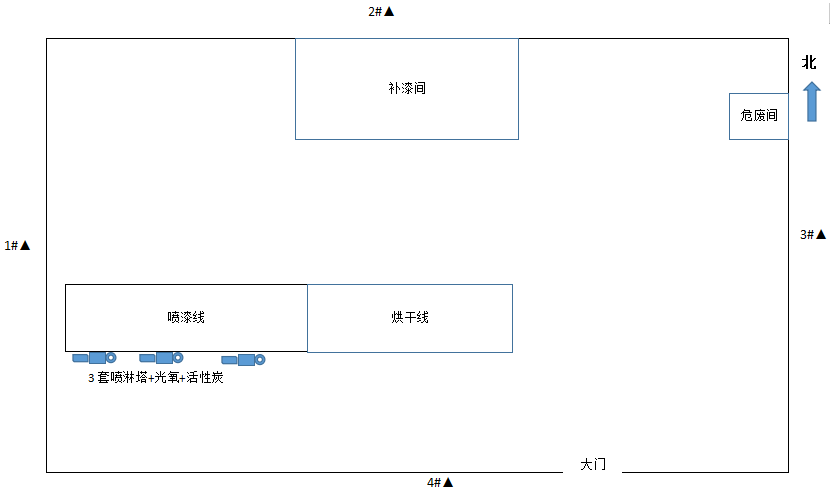 2#▲
北
补漆间
危废间
1#▲
3#▲
喷漆线
烘干线
3 套喷淋塔+光氧+活性炭
大门
4#▲